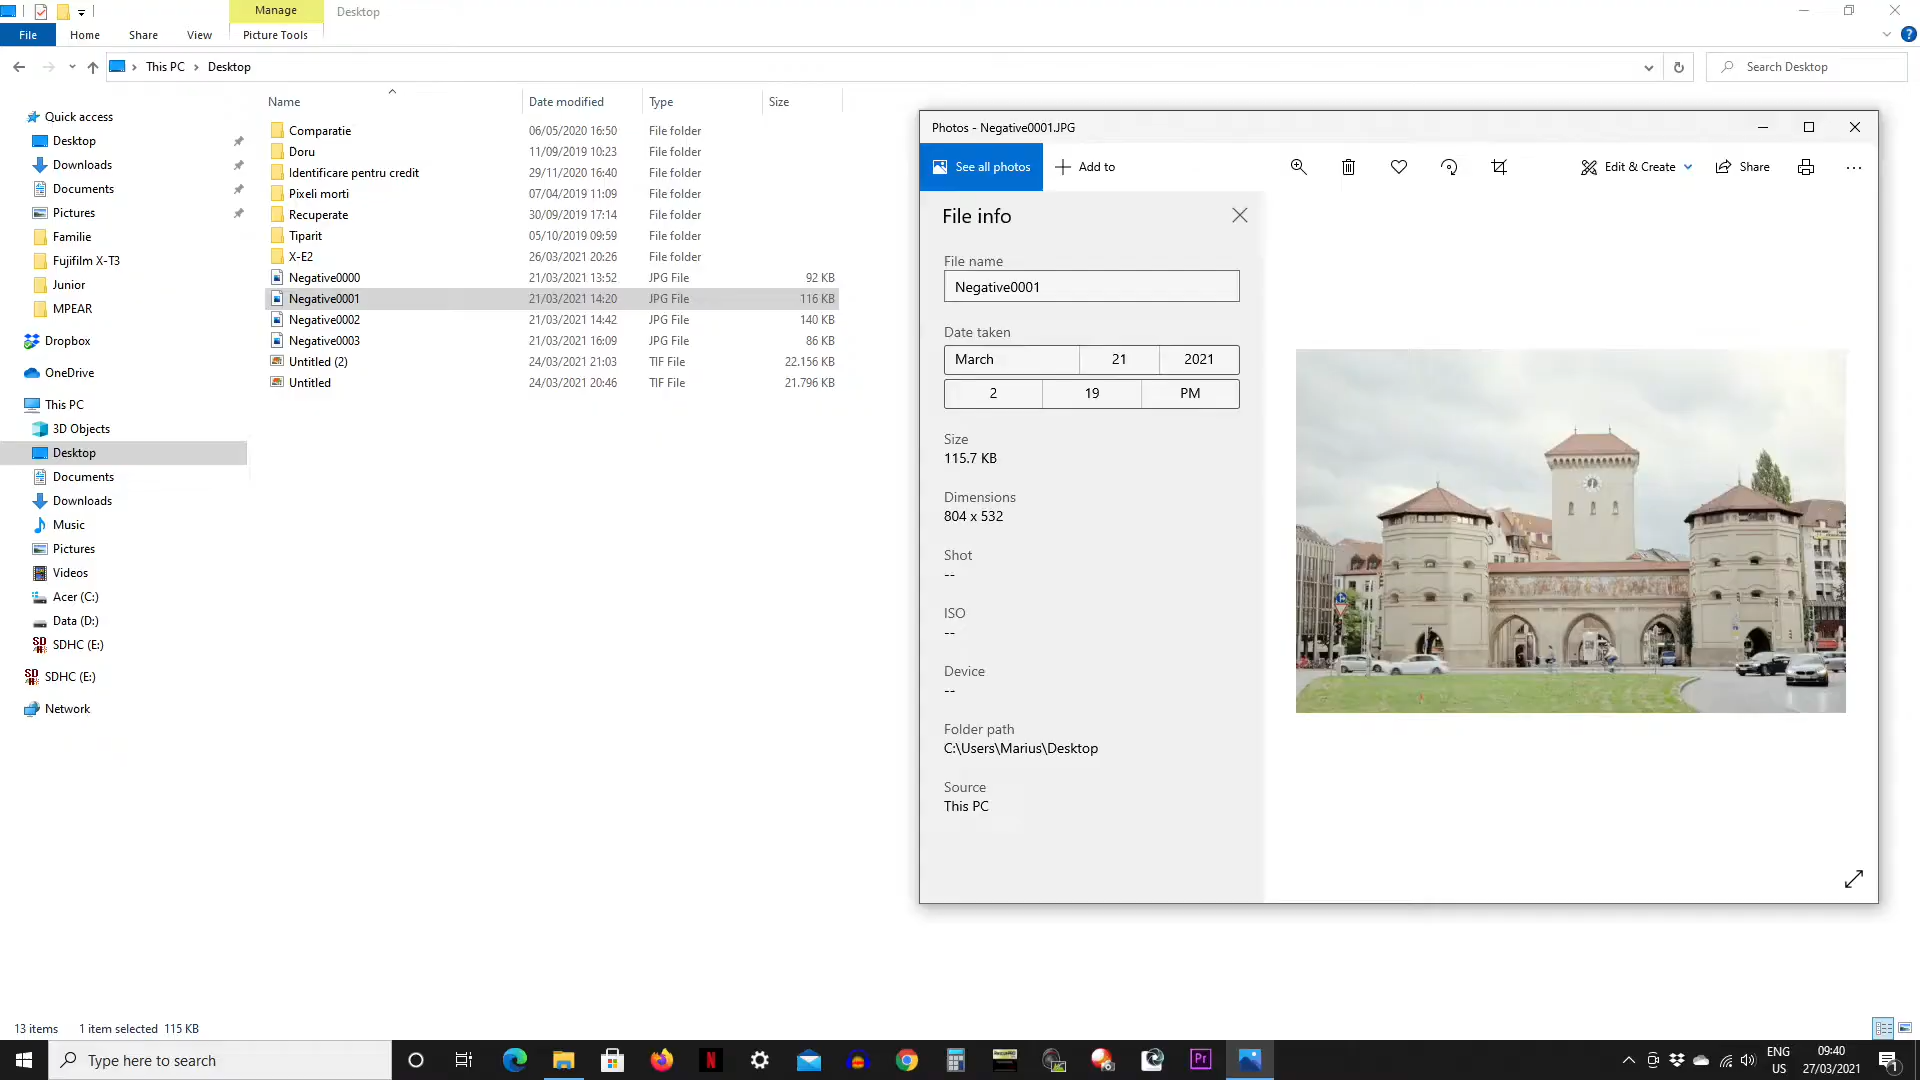 Manage
Desktop
File
Home
Share
View
Picture Tools
This PC
Desktop
Search Desktop
Name
Date modified
Type
Size
Quick access
Desktop
Downloads
Documents
Pictures
Familie
Fujifilm X-T3
Junior
MPEAR
Dropbox
OneDrive
This PC
3D Objects
Desktop
Documents
Downloads
Music
Pictures
Videos
Acer (C:)
Data (D:)
SDHC (E:)
SDHC (E:)
Network
Comparatie 06/05/2020 16:50 File folder
Doru 11/09/2019 10:23 File folder
Identificare pentru credit 29/11/2020 16:40 File folder
Pixeli morti 07/04/2019 11:09 File folder
Recuperate 30/09/2019 17:14 File folder
Tiparit 05/10/2019 09:59 File folder
X-E2 26/03/2021 20:26 File folder
Negative0000 21/03/2021 13:52 JPG File 92 KB
Negative0001 21/03/2021 14:20 JPG File 116 KB
Negative0002 21/03/2021 14:42 JPG File 140 KB
Negative0003 21/03/2021 16:09 JPG File 86 KB
Untitled (2) 24/03/2021 21:03 TIF File 22.156 KB
Untitled 24/03/2021 20:46 TIF File 21.796 KB
Photos - Negative0001.JPG
See all photos
Add to
Edit & Create
Share
File info
File name
Negative0001
Date taken
March 21 2021
2 19 PM
Size
115.7 KB
Dimensions
804 x 532
Shot
--
ISO
--
Device
--
Folder path
C:\Users\Marius\Desktop
Source
This PC
13 items
1 item selected 115 KB
Type here to search
N
Pr
ENG
US
09:40
27/03/2021
1